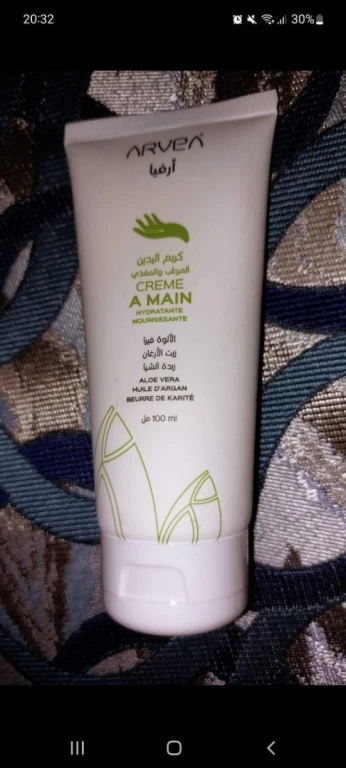 20:32
30%
ARVEA
أرفيا
كريم اليدين
المرطب والمغذي
CREME
A MAIN
HYDRATANTE
NOURRISSANTE
الألوة فيرا
زيت الأرغان
زبدة الشيا
ALOE VERA
HUILE D'ARGAN
BEURRE DE KARITÉ
100 ml مل